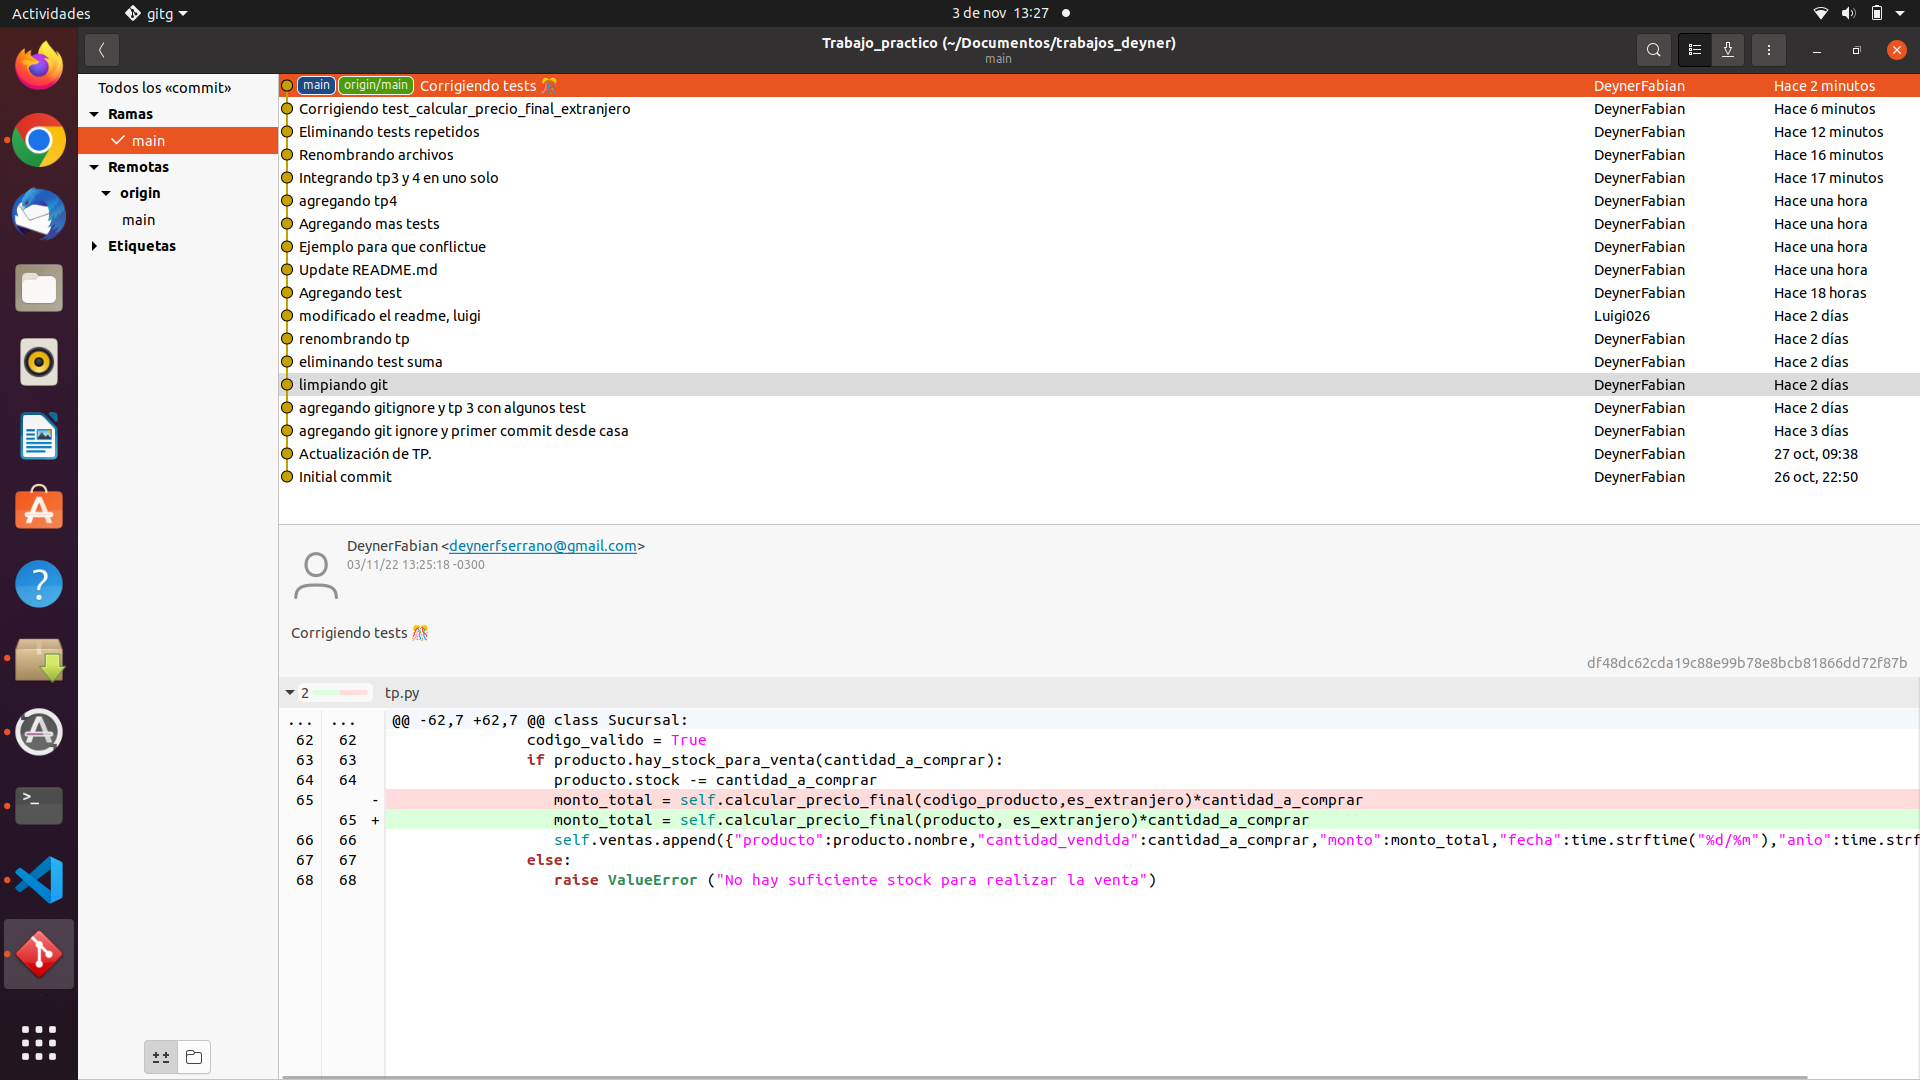 Actividades gitg 3 de nov 13:27
Trabajo_practico (~/Documentos/trabajos_deyner)
main
Todos los «commit»
Ramas
main
Remotas
origin
main
Etiquetas
main origin/main Corrigiendo tests 🎊 DeynerFabian Hace 2 minutos
Corrigiendo test_calcular_precio_final_extranjero DeynerFabian Hace 6 minutos
Eliminando tests repetidos DeynerFabian Hace 12 minutos
Renombrando archivos DeynerFabian Hace 16 minutos
Integrando tp3 y 4 en uno solo DeynerFabian Hace 17 minutos
agregando tp4 DeynerFabian Hace una hora
Agregando mas tests DeynerFabian Hace una hora
Ejemplo para que conflictue DeynerFabian Hace una hora
Update README.md DeynerFabian Hace una hora
Agregando test DeynerFabian Hace 18 horas
modificado el readme, luigi Luigi026 Hace 2 días
renombrando tp DeynerFabian Hace 2 días
eliminando test suma DeynerFabian Hace 2 días
limpiando git DeynerFabian Hace 2 días
agregando gitignore y tp 3 con algunos test DeynerFabian Hace 2 días
agregando git ignore y primer commit desde casa DeynerFabian Hace 3 días
Actualización de TP. DeynerFabian 27 oct, 09:38
Initial commit DeynerFabian 26 oct, 22:50
DeynerFabian <deynerfserrano@gmail.com>
03/11/22 13:25:18 -0300
Corrigiendo tests 🎊
df48dc62cda19c88e99b78e8bcb81866dd72f87b
2 tp.py
... ... @@ -62,7 +62,7 @@ class Sucursal:
62 62 codigo_valido = True
63 63 if producto.hay_stock_para_venta(cantidad_a_comprar):
64 64 producto.stock -= cantidad_a_comprar
65 - monto_total = self.calcular_precio_final(codigo_producto,es_extranjero)*cantidad_a_comprar
65 + monto_total = self.calcular_precio_final(producto, es_extranjero)*cantidad_a_comprar
66 66 self.ventas.append({"producto":producto.nombre,"cantidad_vendida":cantidad_a_comprar,"monto":monto_total,"fecha":time.strftime("%d/%m"),"anio":time.strf
67 67 else:
68 68 raise ValueError ("No hay suficiente stock para realizar la venta")